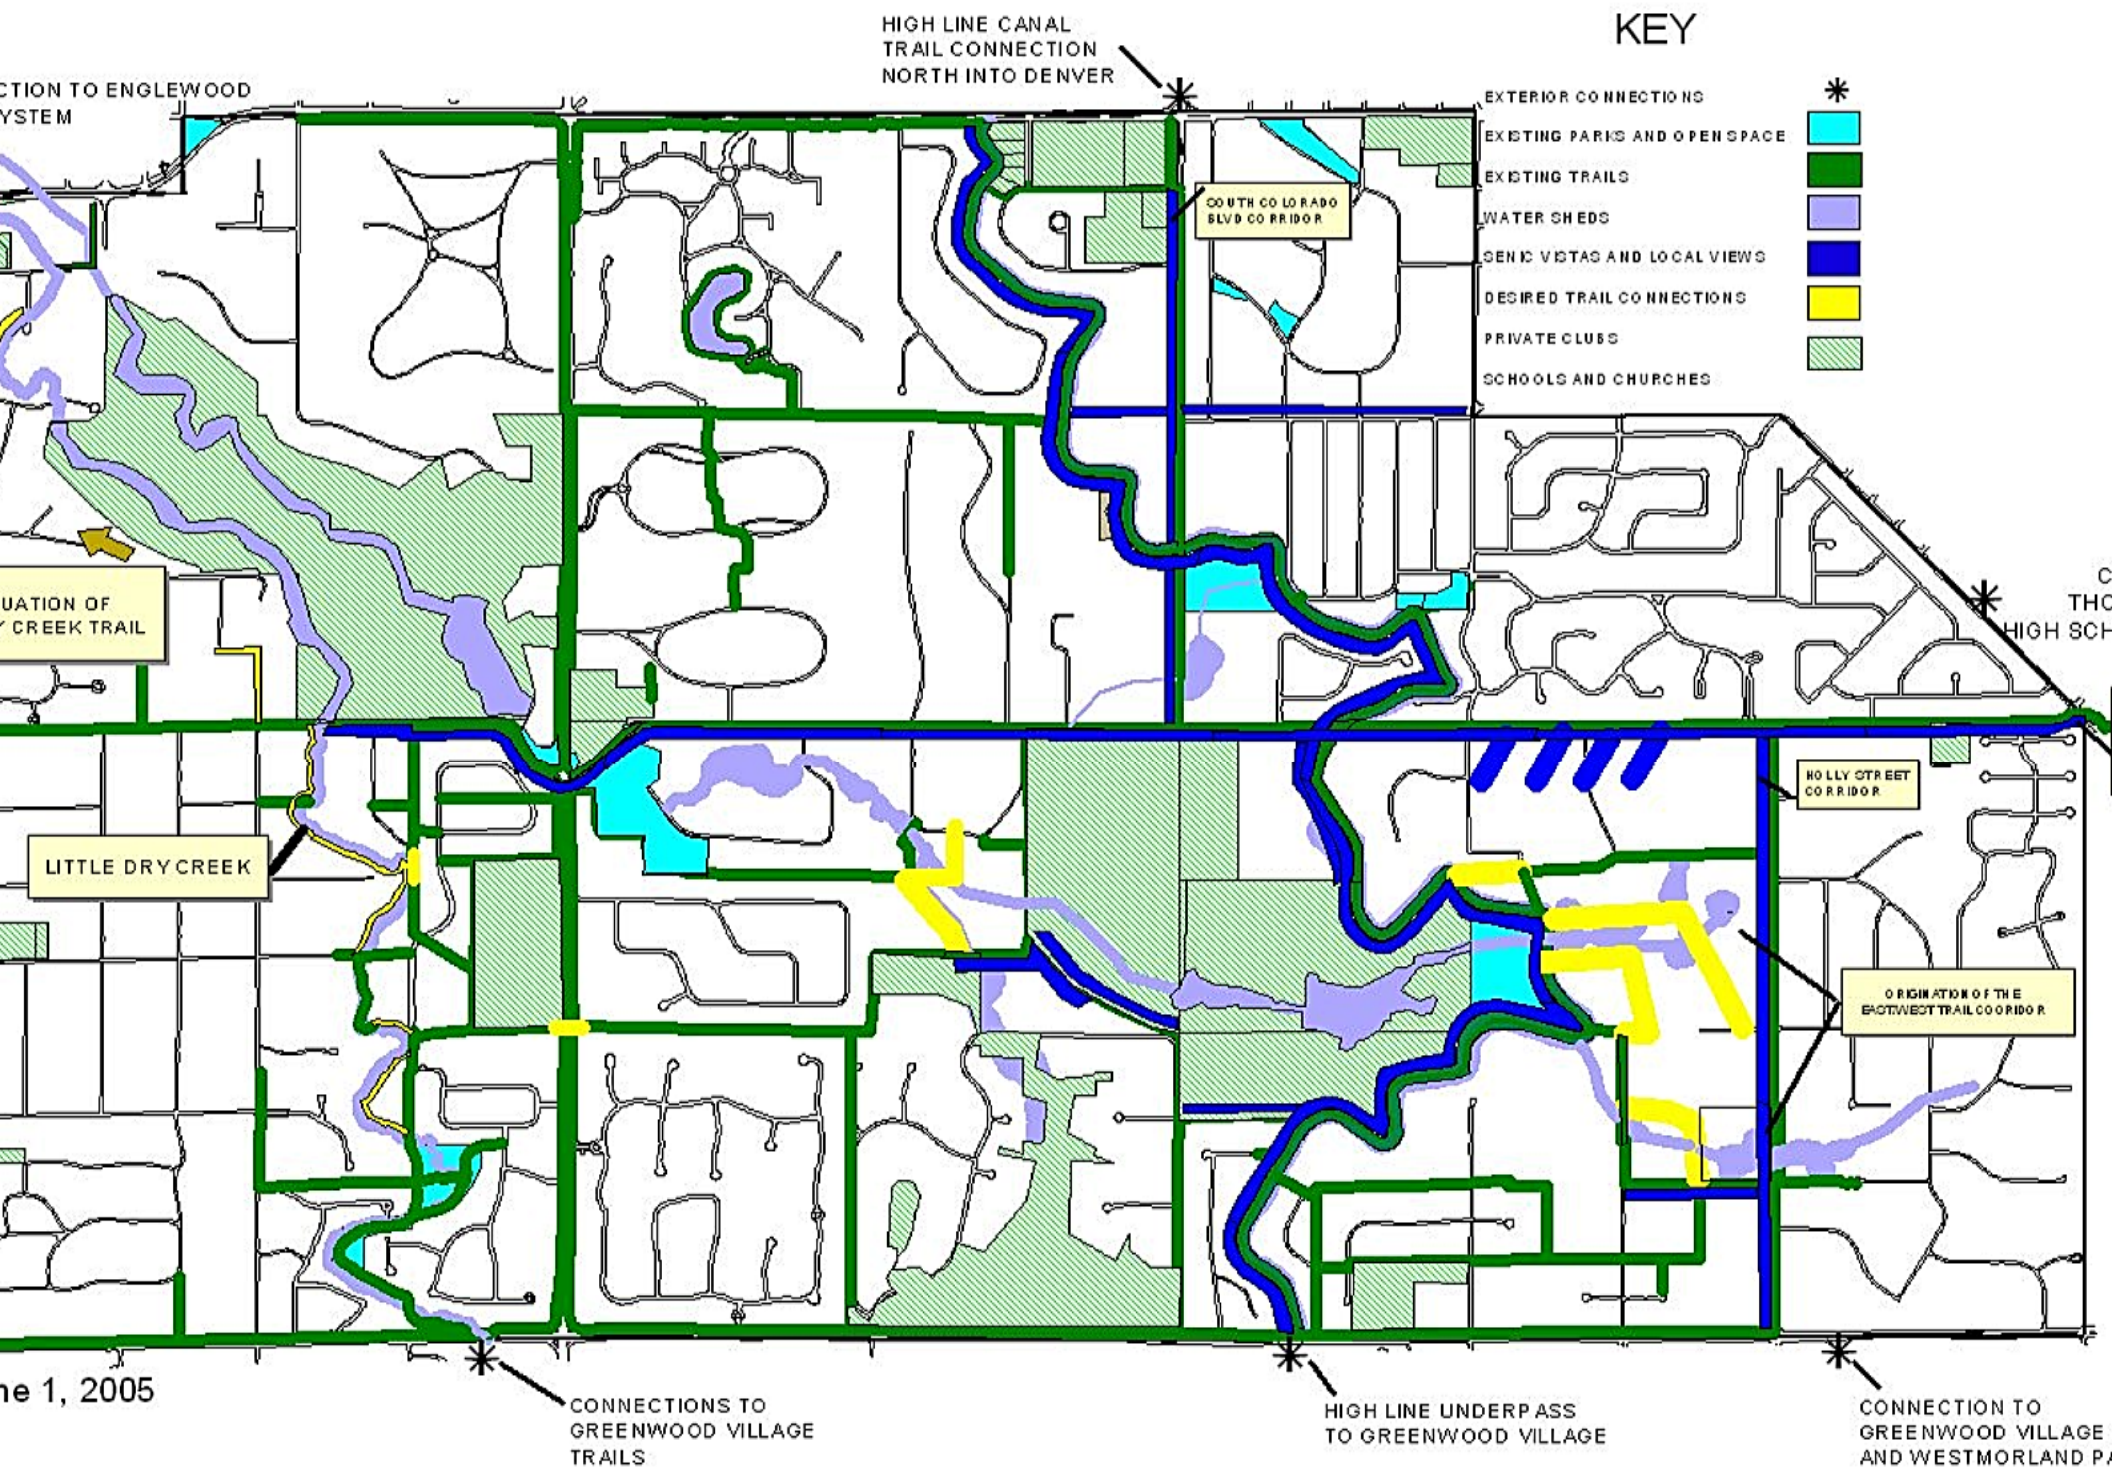 HIGH LINE CANAL
TRAIL CONNECTION
NORTH INTO DENVER
KEY
CTION TO ENGLEWOOD
YSTEM
EXTERIOR CONNECTIONS
EXISTING PARKS AND OPEN SPACE
EXISTING TRAILS
WATER SHEDS
SENIC VISTAS AND LOCAL VIEWS
DESIRED TRAIL CONNECTIONS
PRIVATE CLUBS
SCHOOLS AND CHURCHES
SOUTH COLORADO
BLVD CORRIDOR
UATION OF
Y CREEK TRAIL
C
THO
HIGH SCH
HOLLY STREET
CORRIDOR
LITTLE DRY CREEK
ORIGINATION OF THE
EAST/WEST TRAIL COORIDOR
ne 1, 2005
CONNECTIONS TO
GREENWOOD VILLAGE
TRAILS
HIGH LINE UNDERPASS
TO GREENWOOD VILLAGE
CONNECTION TO
GREENWOOD VILLAGE
AND WESTMORLAND PA